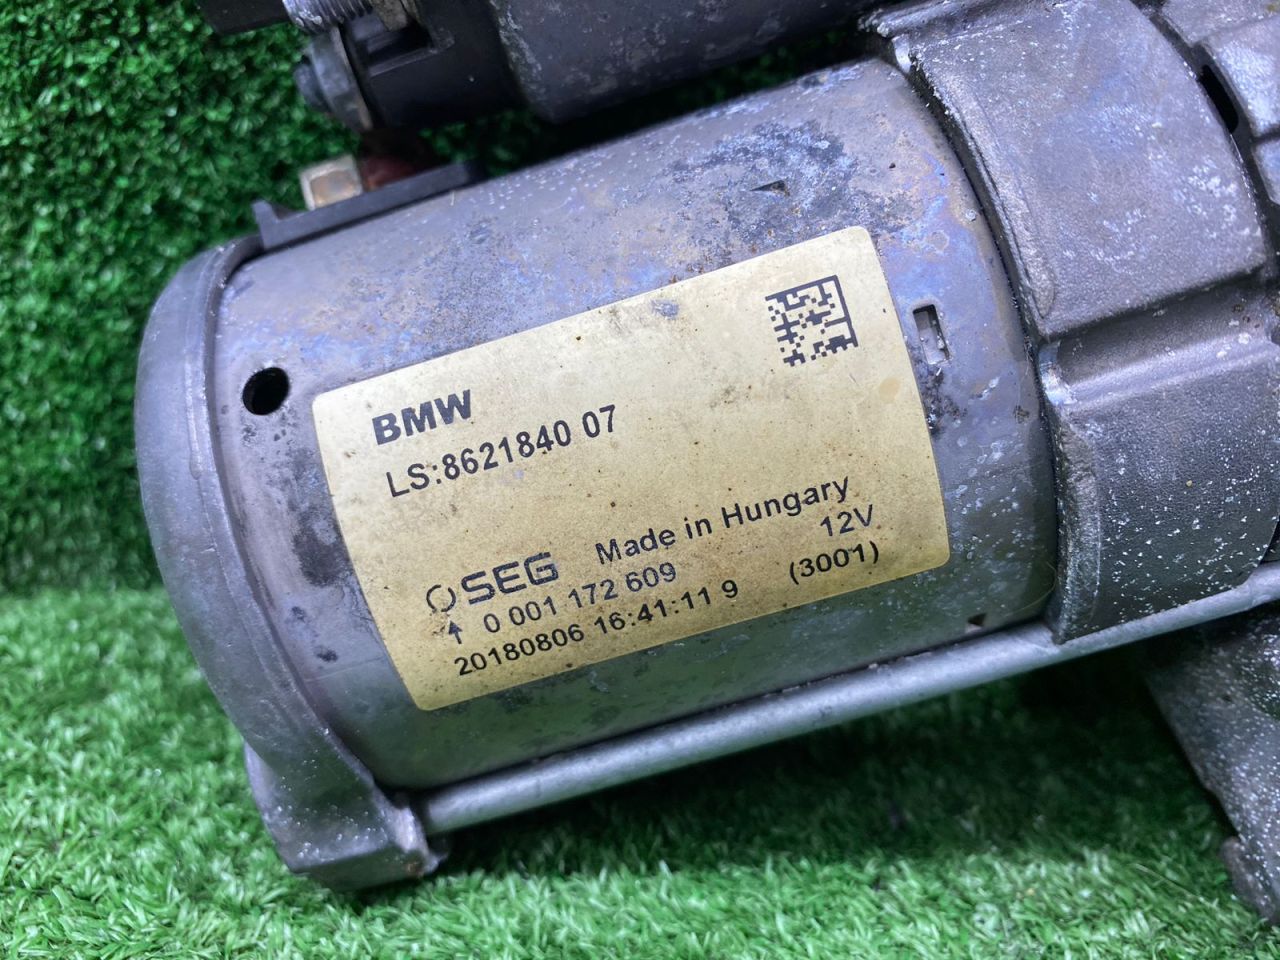 BMW
LS:8621840 07
SEG Made in Hungary
↑ 0 001 172 609 12V
20180806 16:41:11 9 (3001)